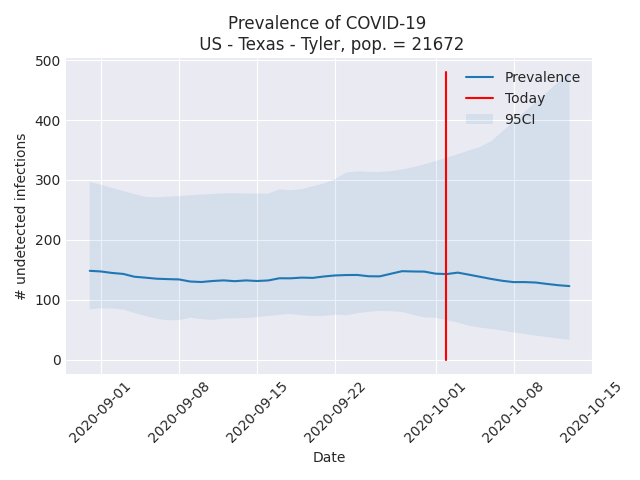 Prevalence of COVID-19
US - Texas - Tyler, pop. = 21672
500
400
300
200
100
0
# undetected infections
Prevalence
Today
95CI
2020-09-01
2020-09-08
2020-09-15
2020-09-22
2020-10-01
2020-10-08
2020-10-15
Date